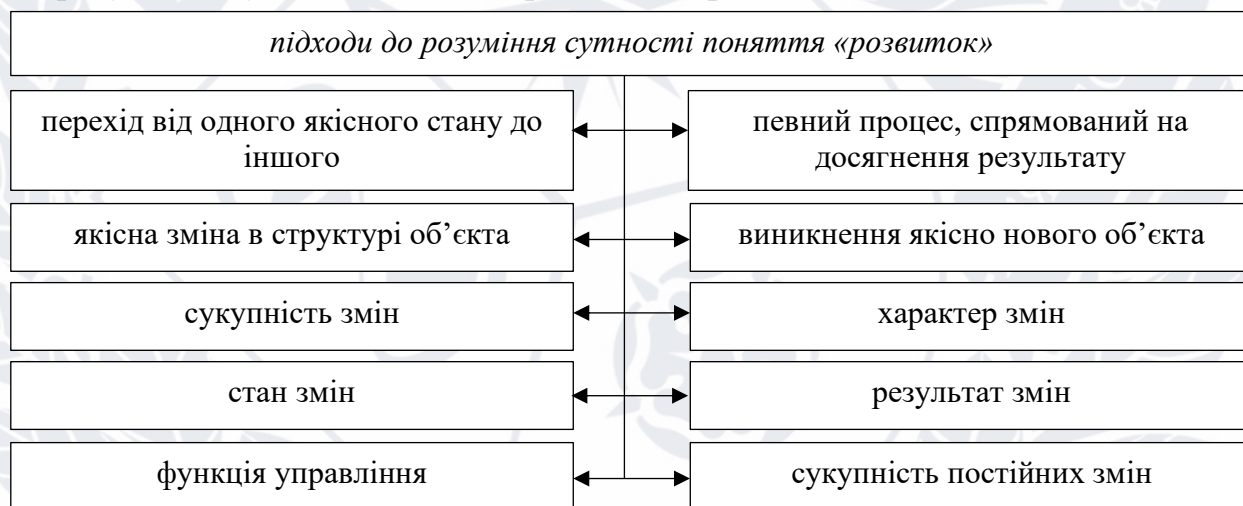 підходи до розуміння сутності поняття «розвиток»
перехід від одного якісного стану до
іншого
певний процес, спрямований на
досягнення результату
якісна зміна в структурі об’єкта
виникнення якісно нового об’єкта
сукупність змін
характер змін
стан змін
результат змін
функція управління
сукупність постійних змін